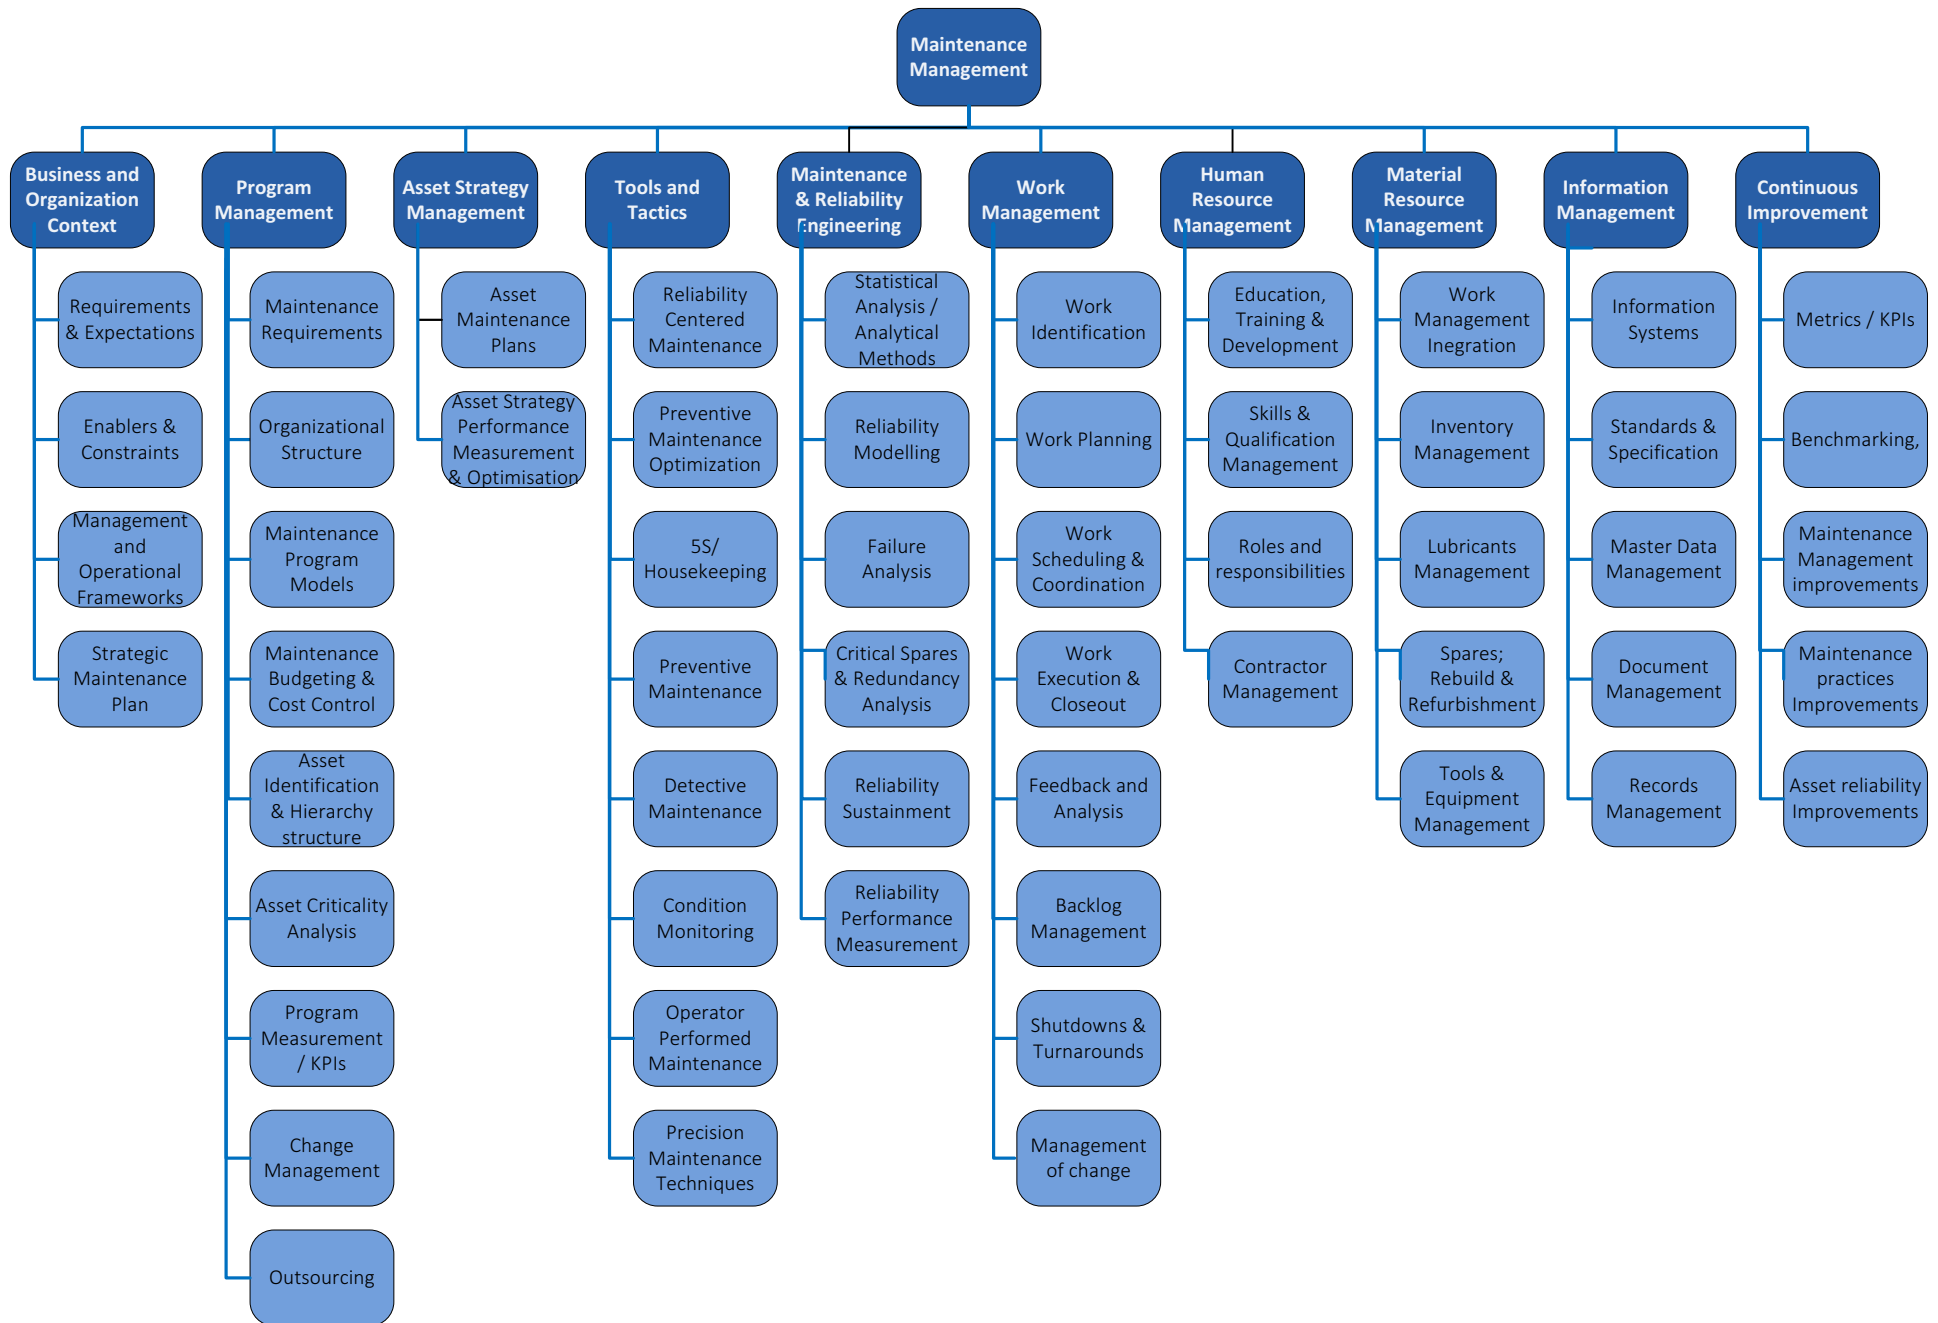 Maintenance
Management
Business and
Organization
Context
Program
Management
Asset Strategy
Management
Tools and
Tactics
Maintenance
& Reliability
Engineering
Work
Management
Human
Resource
Management
Material
Resource
Management
Information
Management
Continuous
Improvement
Requirements
& Expectations
Enablers &
Constraints
Management
and
Operational
Frameworks
Strategic
Maintenance
Plan
Maintenance
Requirements
Organizational
Structure
Maintenance
Program
Models
Maintenance
Budgeting &
Cost Control
Asset
Identification
& Hierarchy
structure
Asset Criticality
Analysis
Program
Measurement
/ KPIs
Change
Management
Outsourcing
Asset
Maintenance
Plans
Asset Strategy
Performance
Measurement
& Optimisation
Reliability
Centered
Maintenance
Preventive
Maintenance
Optimization
5S/
Housekeeping
Preventive
Maintenance
Detective
Maintenance
Condition
Monitoring
Operator
Performed
Maintenance
Precision
Maintenance
Techniques
Statistical
Analysis /
Analytical
Methods
Reliability
Modelling
Failure
Analysis
Critical Spares
& Redundancy
Analysis
Reliability
Sustainment
Reliability
Performance
Measurement
Work
Identification
Work Planning
Work
Scheduling &
Coordination
Work
Execution &
Closeout
Feedback and
Analysis
Backlog
Management
Shutdowns &
Turnarounds
Management
of change
Education,
Training &
Development
Skills &
Qualification
Management
Roles and
responsibilities
Contractor
Management
Work
Management
Inegration
Inventory
Management
Lubricants
Management
Spares;
Rebuild &
Refurbishment
Tools &
Equipment
Management
Information
Systems
Standards &
Specification
Master Data
Management
Document
Management
Records
Management
Metrics / KPIs
Benchmarking,
Maintenance
Management
improvements
Maintenance
practices
Improvements
Asset reliability
Improvements